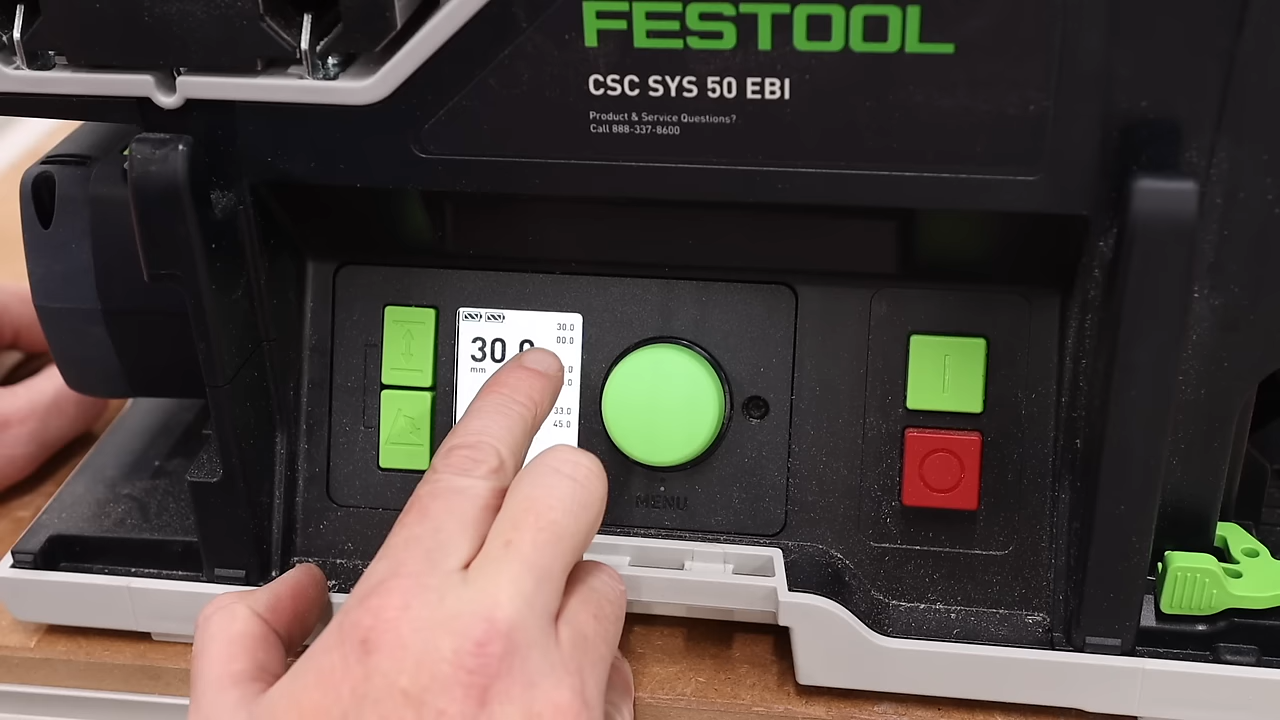 FESTOOL
CSC SYS 50 EBI
Product & Service Questions?
Call 888-337-8600
30.0
00.0
mm
33.0
45.0
MENU